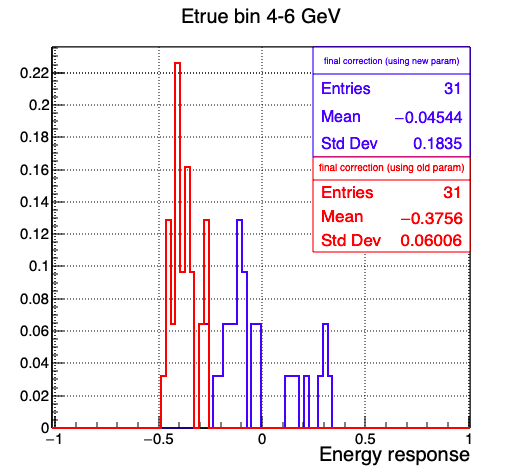 Etrue bin 4-6 GeV
final correction (using new param)
Entries 31
Mean −0.04544
Std Dev 0.1835
final correction (using old param)
Entries 31
Mean −0.3756
Std Dev 0.06006
0.22
0.2
0.18
0.16
0.14
0.12
0.1
0.08
0.06
0.04
0.02
0
−1 −0.5 0 0.5 1
Energy response